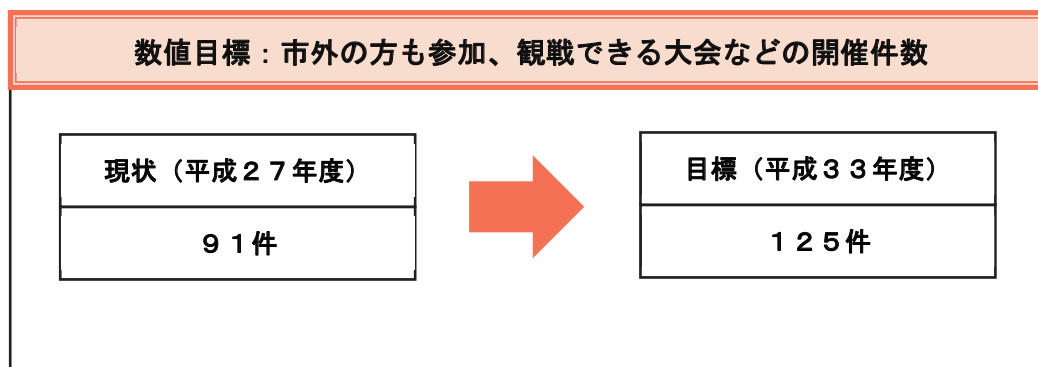 数値目標：市外の方も参加、観戦できる大会などの開催件数
現状（平成２７年度）
９１件
目標（平成３３年度）
１２５件